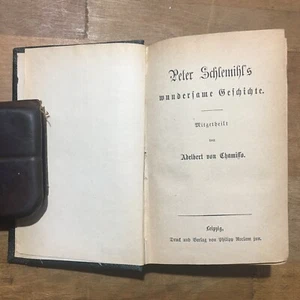 Peter Schlemihl's
wundersame Geschichte.
Mitgetheilt
von
Adelbert von Chamisso.
Leipzig,
Druck und Verlag von Philipp Reclam jun.